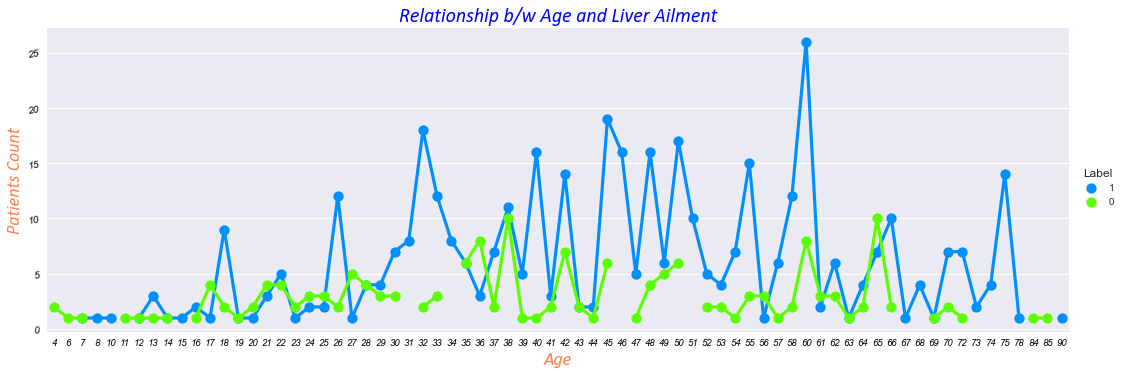 Relationship b/w Age and Liver Ailment
Patients Count
25
20
15
10
5
0
4 6 7 8 10 11 12 13 14 15 16 17 18 19 20 21 22 23 24 25 26 27 28 29 30 31 32 33 34 35 36 37 38 39 40 41 42 43 44 45 46 47 48 49 50 51 52 53 54 55 56 57 58 60 61 62 63 64 65 66 67 68 69 70 72 73 74 75 78 84 85 90
Age
Label
1
0